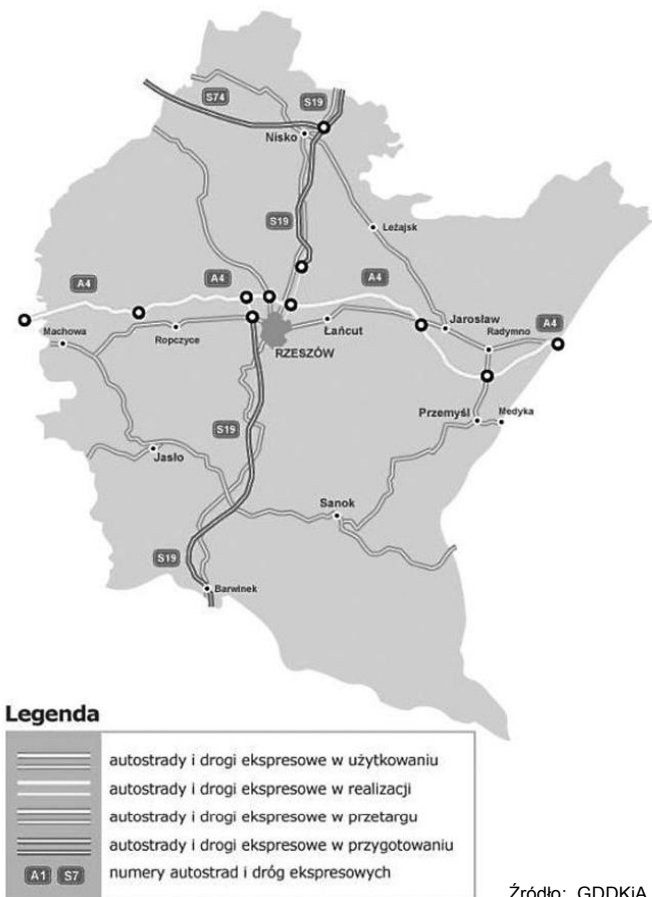 S74
S19
Nisko
S19
Leżajsk
A4
A4
A4
Jarosław
Radymno
A4
Machowa
Ropczyce
Łańcut
RZESZÓW
Przemyśl
Medyka
S19
Jasło
Sanok
S19
Barwinek
Legenda
autostrady i drogi ekspresowe w użytkowaniu
autostrady i drogi ekspresowe w realizacji
autostrady i drogi ekspresowe w przetargu
autostrady i drogi ekspresowe w przygotowaniu
A1 S7 numery autostrad i dróg ekspresowych
Źródło: GDDKiA